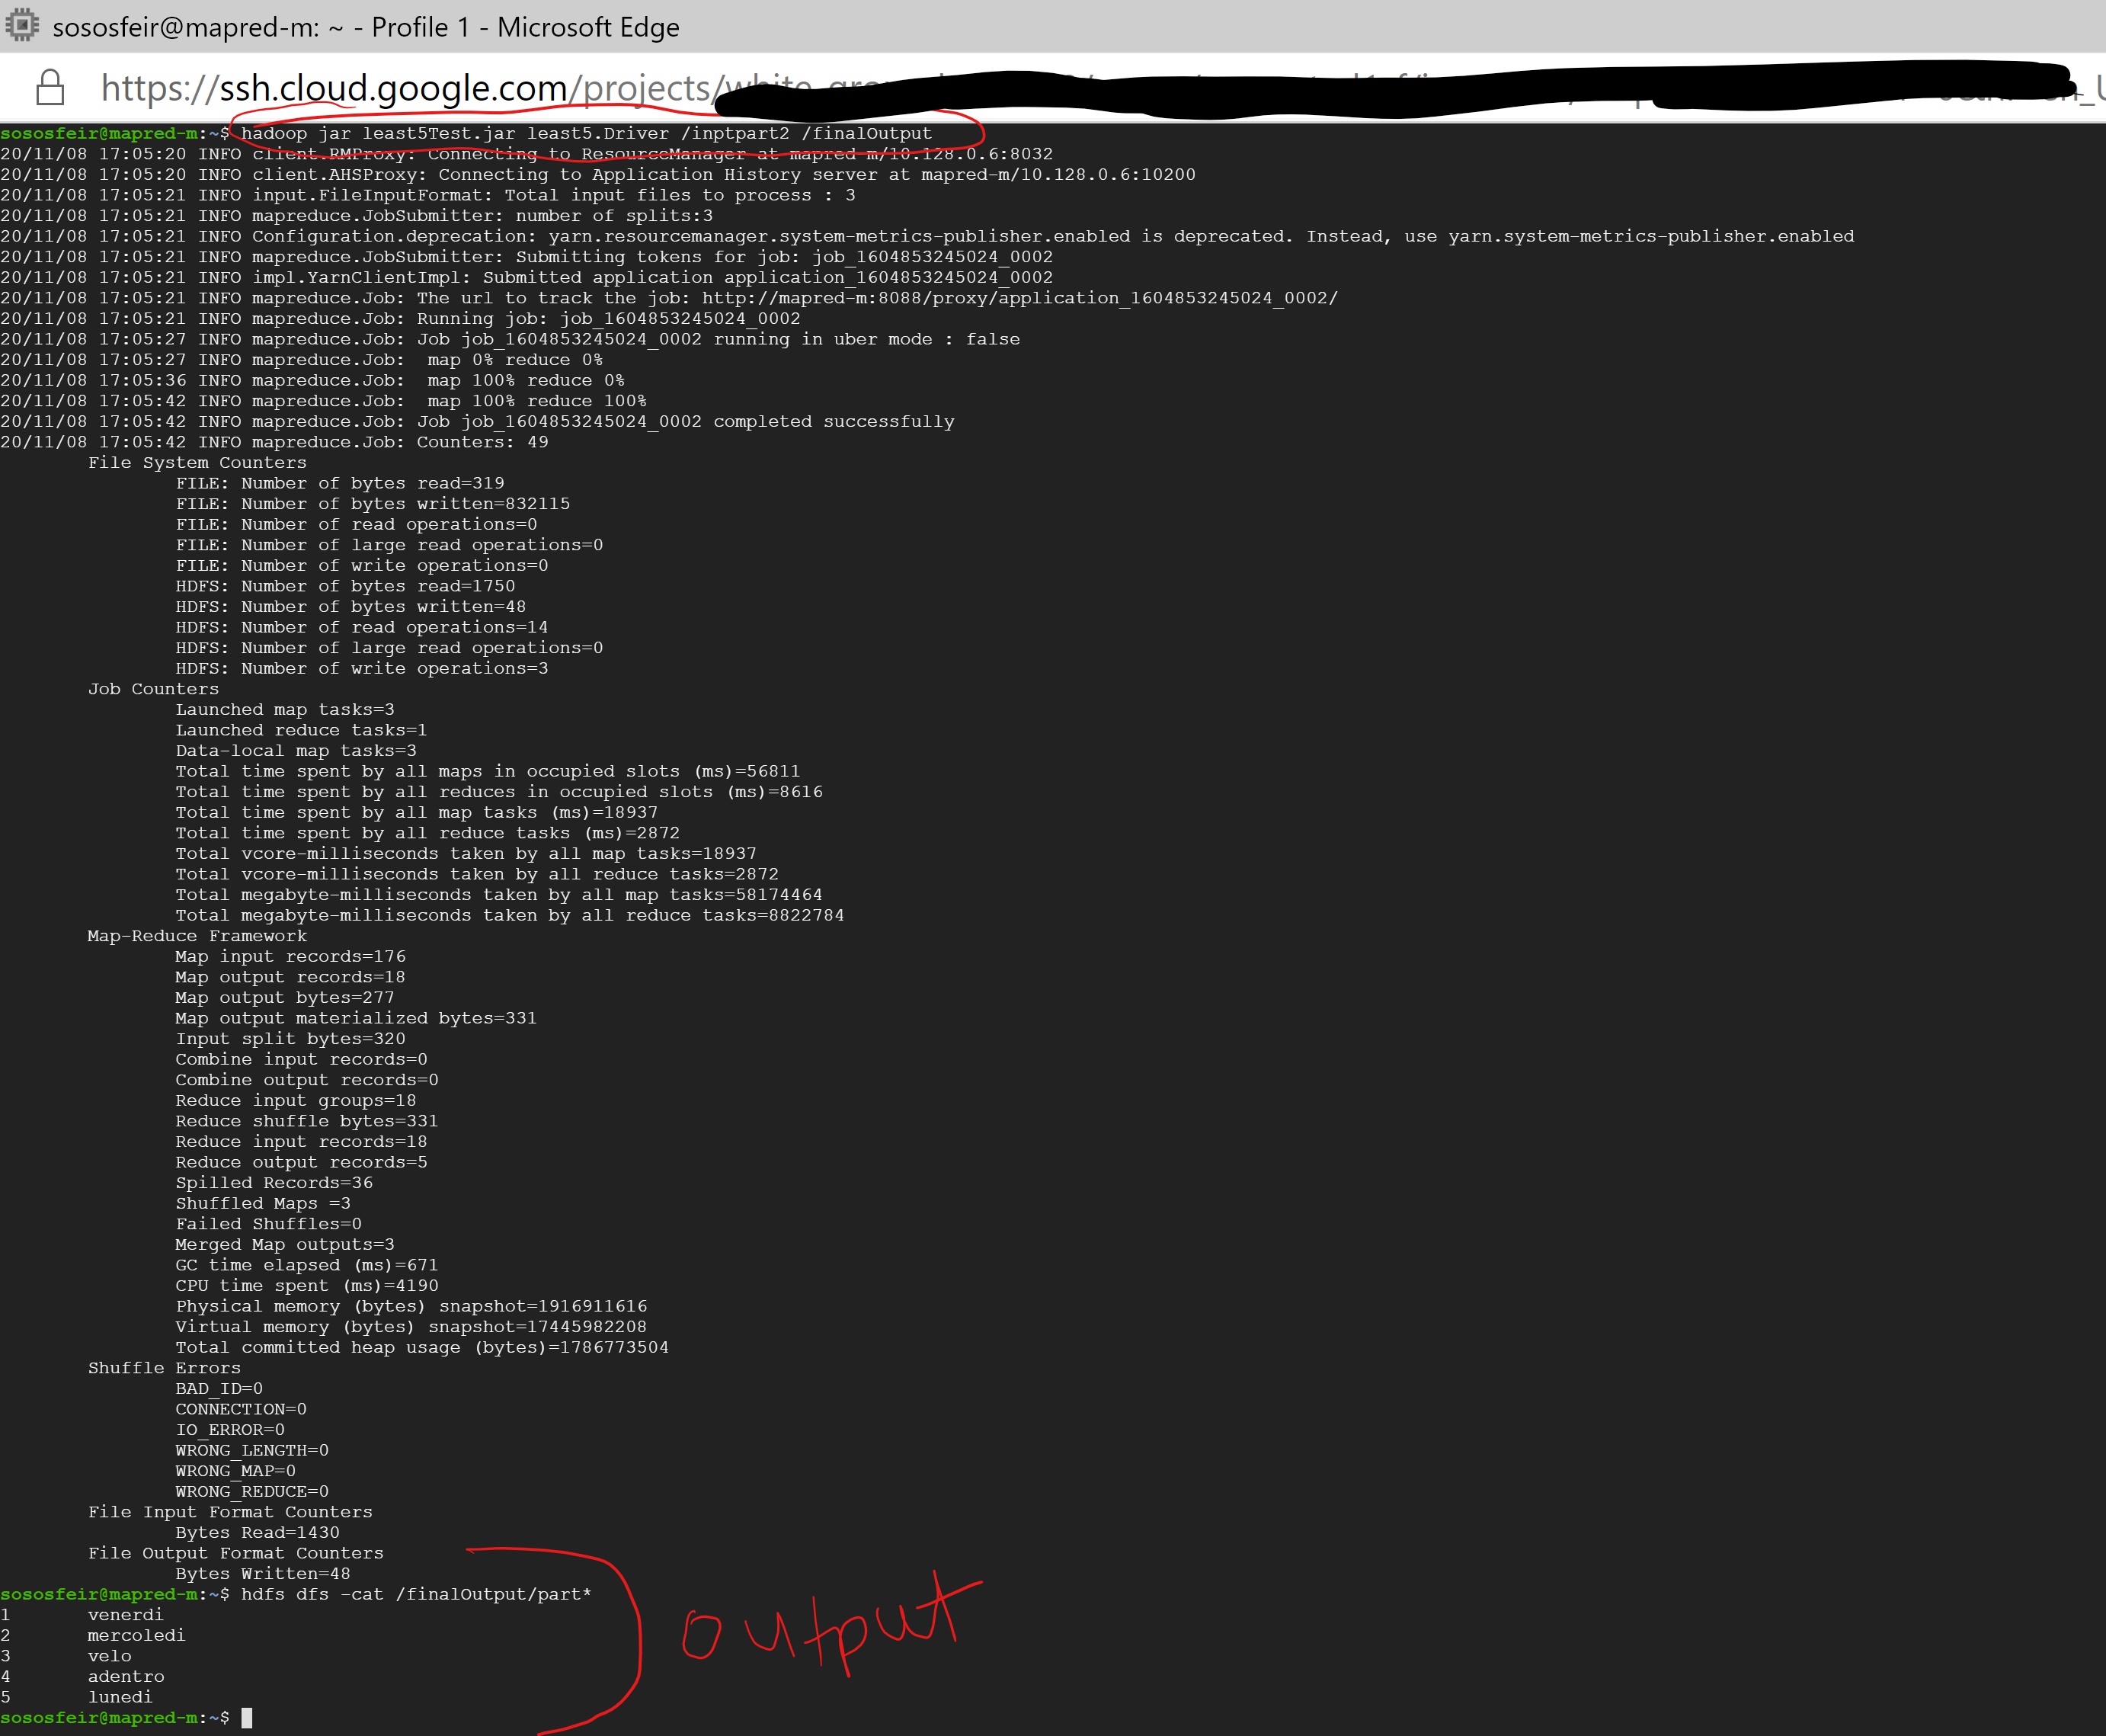 sososfeir@mapred-m: ~ - Profile 1 - Microsoft Edge
https://ssh.cloud.google.com/projects/
sososfeir@mapred-m:~$ hadoop jar least5Test.jar least5.Driver /inptpart2 /finalOutput
20/11/08 17:05:20 INFO client.RMProxy: Connecting to ResourceManager at mapred-m/10.128.0.6:8032
20/11/08 17:05:20 INFO client.AHSProxy: Connecting to Application History server at mapred-m/10.128.0.6:10200
20/11/08 17:05:21 INFO input.FileInputFormat: Total input files to process : 3
20/11/08 17:05:21 INFO mapreduce.JobSubmitter: number of splits:3
20/11/08 17:05:21 INFO Configuration.deprecation: yarn.resourcemanager.system-metrics-publisher.enabled is deprecated. Instead, use yarn.system-metrics-publisher.enabled
20/11/08 17:05:21 INFO mapreduce.JobSubmitter: Submitting tokens for job: job_1604853245024_0002
20/11/08 17:05:21 INFO impl.YarnClientImpl: Submitted application application_1604853245024_0002
20/11/08 17:05:21 INFO mapreduce.Job: The url to track the job: http://mapred-m:8088/proxy/application_1604853245024_0002/
20/11/08 17:05:21 INFO mapreduce.Job: Running job: job_1604853245024_0002
20/11/08 17:05:27 INFO mapreduce.Job: Job job_1604853245024_0002 running in uber mode : false
20/11/08 17:05:27 INFO mapreduce.Job:  map 0% reduce 0%
20/11/08 17:05:36 INFO mapreduce.Job:  map 100% reduce 0%
20/11/08 17:05:42 INFO mapreduce.Job:  map 100% reduce 100%
20/11/08 17:05:42 INFO mapreduce.Job: Job job_1604853245024_0002 completed successfully
20/11/08 17:05:42 INFO mapreduce.Job: Counters: 49
File System Counters
FILE: Number of bytes read=319
FILE: Number of bytes written=832115
FILE: Number of read operations=0
FILE: Number of large read operations=0
FILE: Number of write operations=0
HDFS: Number of bytes read=1750
HDFS: Number of bytes written=48
HDFS: Number of read operations=14
HDFS: Number of large read operations=0
HDFS: Number of write operations=3
Job Counters
Launched map tasks=3
Launched reduce tasks=1
Data-local map tasks=3
Total time spent by all maps in occupied slots (ms)=56811
Total time spent by all reduces in occupied slots (ms)=8616
Total time spent by all map tasks (ms)=18937
Total time spent by all reduce tasks (ms)=2872
Total vcore-milliseconds taken by all map tasks=18937
Total vcore-milliseconds taken by all reduce tasks=2872
Total megabyte-milliseconds taken by all map tasks=58174464
Total megabyte-milliseconds taken by all reduce tasks=8822784
Map-Reduce Framework
Map input records=176
Map output records=18
Map output bytes=277
Map output materialized bytes=331
Input split bytes=320
Combine input records=0
Combine output records=0
Reduce input groups=18
Reduce shuffle bytes=331
Reduce input records=18
Reduce output records=5
Spilled Records=36
Shuffled Maps =3
Failed Shuffles=0
Merged Map outputs=3
GC time elapsed (ms)=671
CPU time spent (ms)=4190
Physical memory (bytes) snapshot=1916911616
Virtual memory (bytes) snapshot=17445982208
Total committed heap usage (bytes)=1786773504
Shuffle Errors
BAD_ID=0
CONNECTION=0
IO_ERROR=0
WRONG_LENGTH=0
WRONG_MAP=0
WRONG_REDUCE=0
File Input Format Counters
Bytes Read=1430
File Output Format Counters
Bytes Written=48
sososfeir@mapred-m:~$ hdfs dfs -cat /finalOutput/part*
1 venerdi
2 mercoledi
3 velo
4 adentro
5 lunedi
output
sososfeir@mapred-m:~$